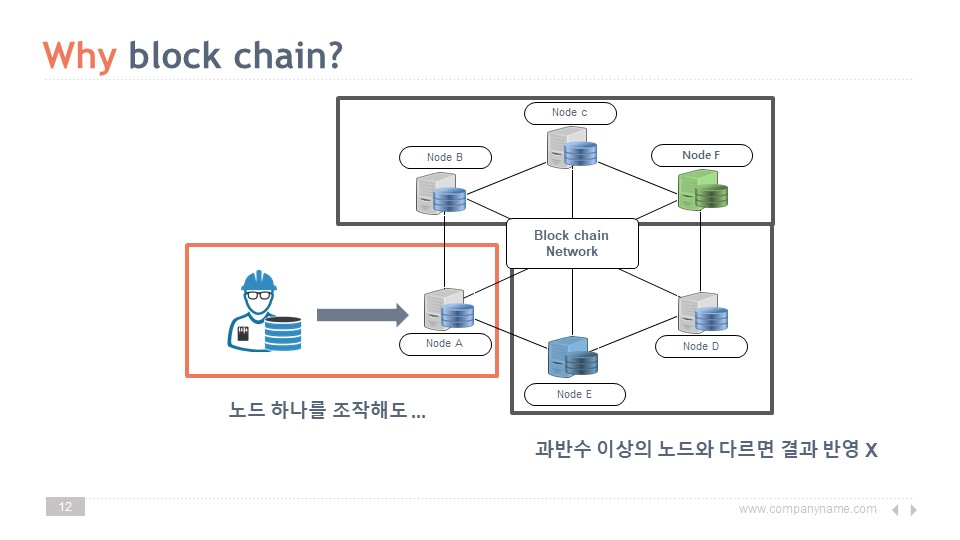 Why block chain?
Node c
Node B
Node F
Block chain
Network
Node A
Node D
Node E
노드 하나를 조작해도 ...
과반수 이상의 노드와 다르면 결과 반영 X
12
www.companyname.com